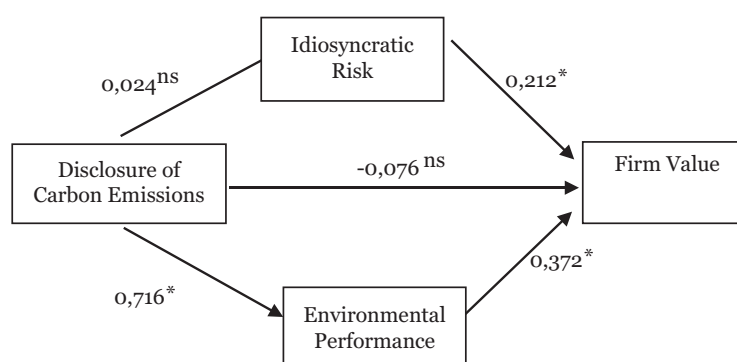 Idiosyncratic
Risk
0,024ns
0,212*
Disclosure of
Carbon Emissions
-0,076 ns
Firm Value
0,716*
0,372*
Environmental
Performance